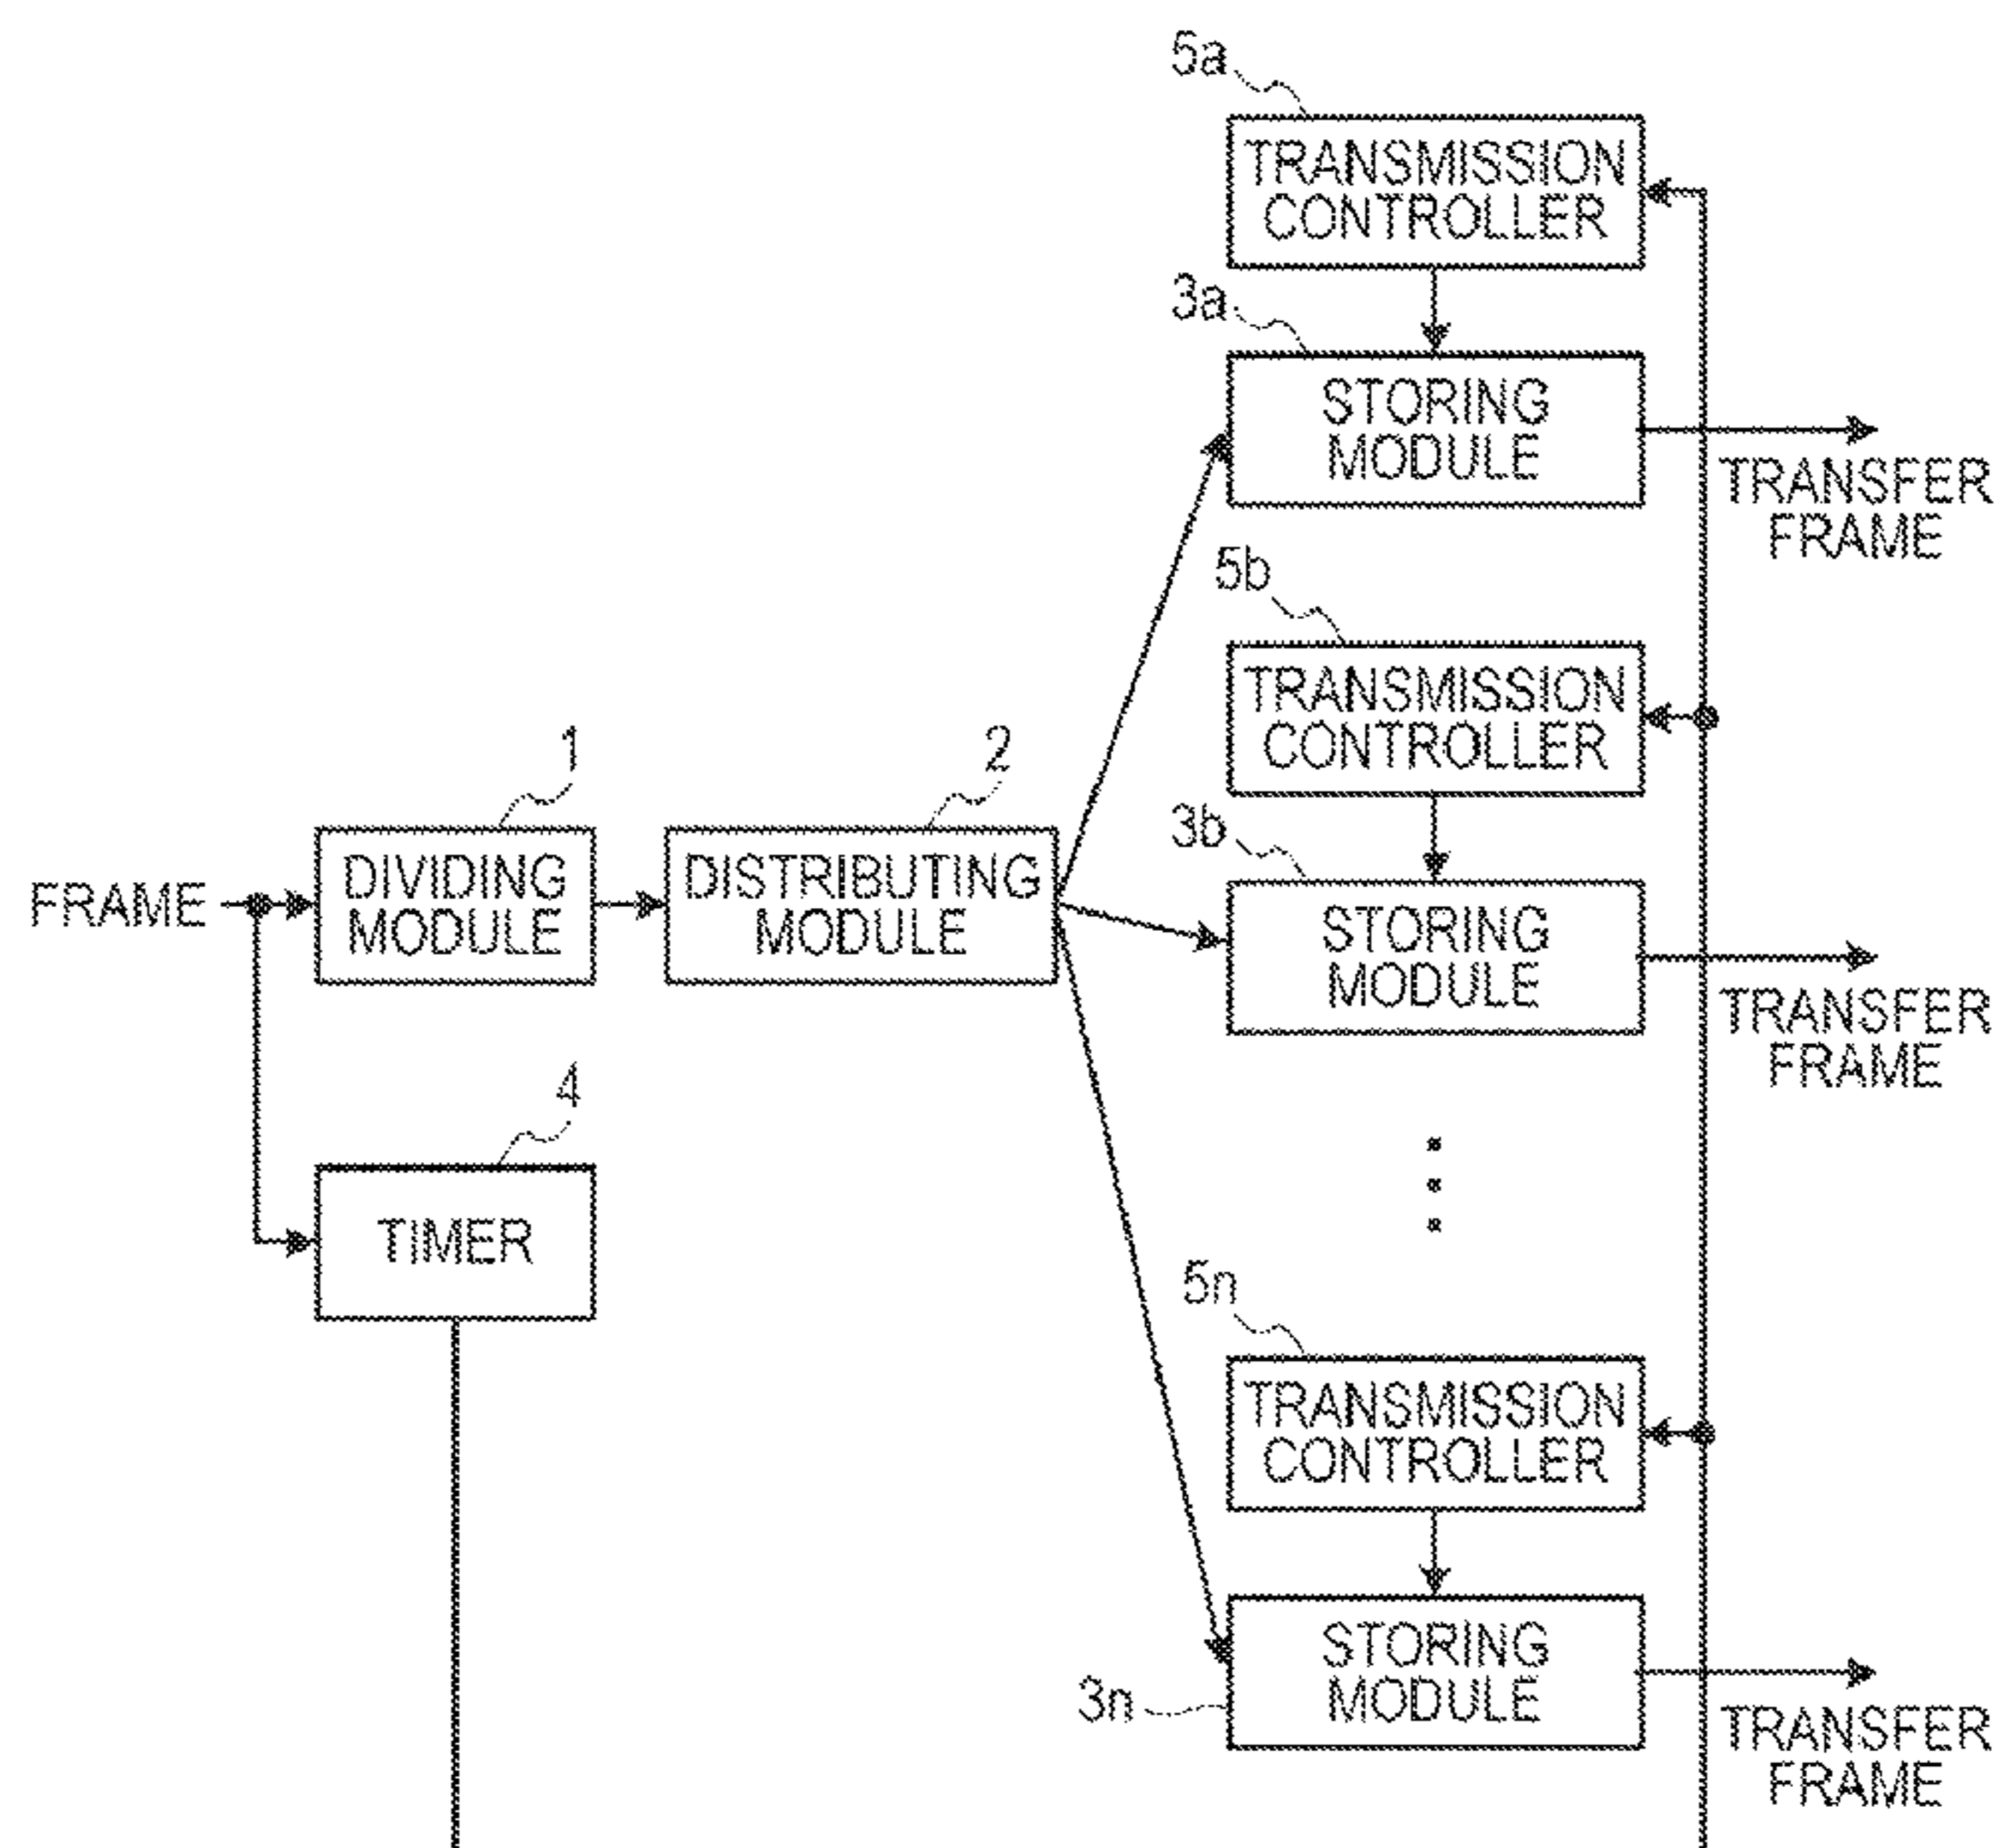 5a
TRANSMISSION
CONTROLLER
3a
STORING
MODULE
TRANSFER
FRAME
5b
TRANSMISSION
CONTROLLER
1
2
3b
FRAME
DIVIDING
MODULE
DISTRIBUTING
MODULE
STORING
MODULE
TRANSFER
FRAME
4
TIMER
5n
TRANSMISSION
CONTROLLER
3n
STORING
MODULE
TRANSFER
FRAME